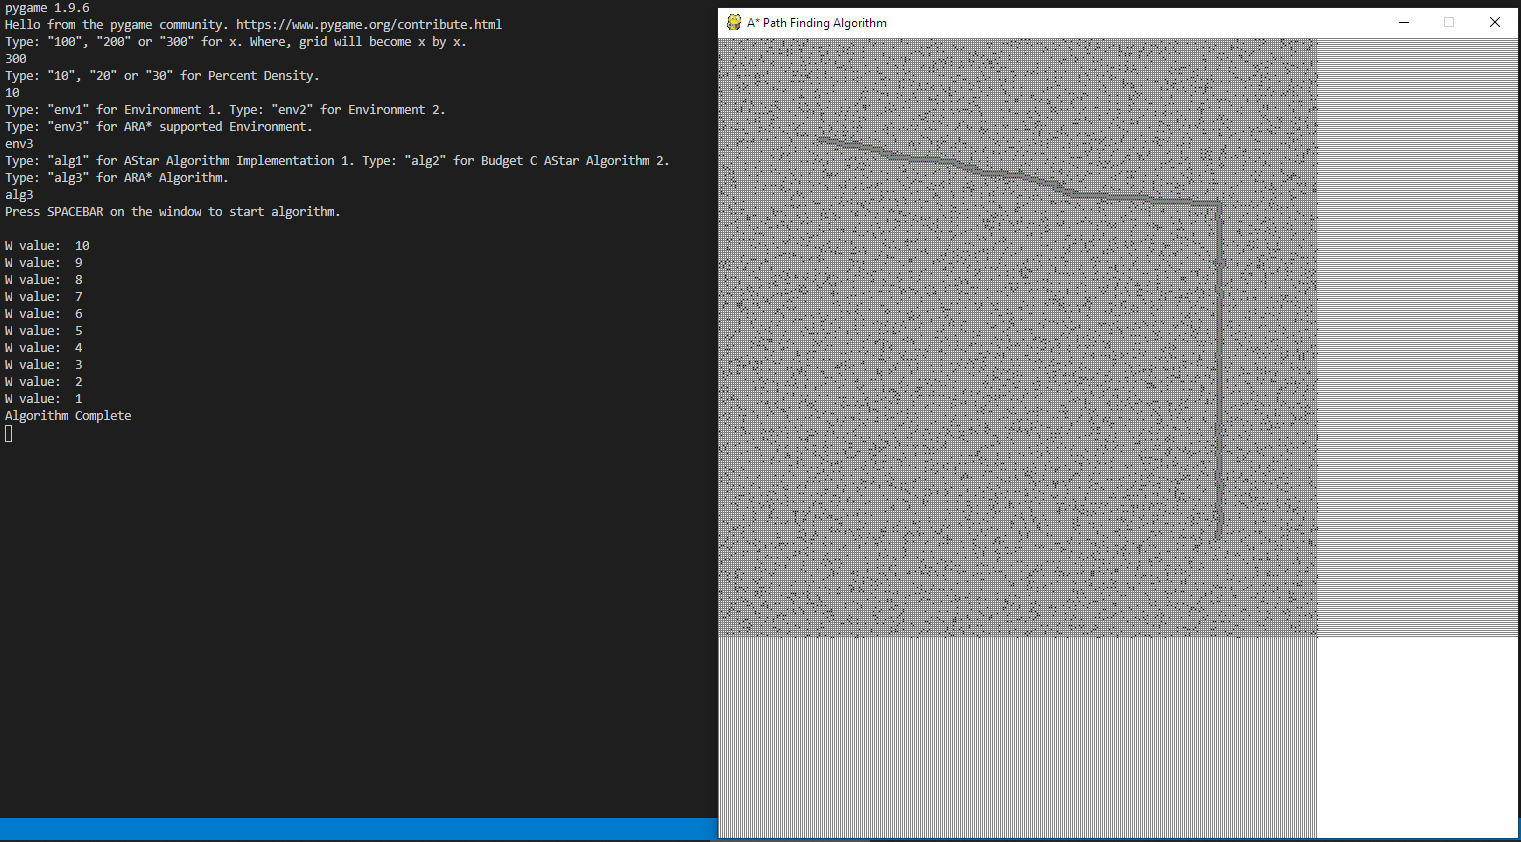 pygame 1.9.6
Hello from the pygame community. https://www.pygame.org/contribute.html
Type: "100", "200" or "300" for x. Where, grid will become x by x.
300
Type: "10", "20" or "30" for Percent Density.
10
Type: "env1" for Environment 1. Type: "env2" for Environment 2.
Type: "env3" for ARA* supported Environment.
env3
Type: "alg1" for AStar Algorithm Implementation 1. Type: "alg2" for Budget C AStar Algorithm 2.
Type: "alg3" for ARA* Algorithm.
alg3
Press SPACEBAR on the window to start algorithm.
W value:  10
W value:  9
W value:  8
W value:  7
W value:  6
W value:  5
W value:  4
W value:  3
W value:  2
W value:  1
Algorithm Complete
A* Path Finding Algorithm